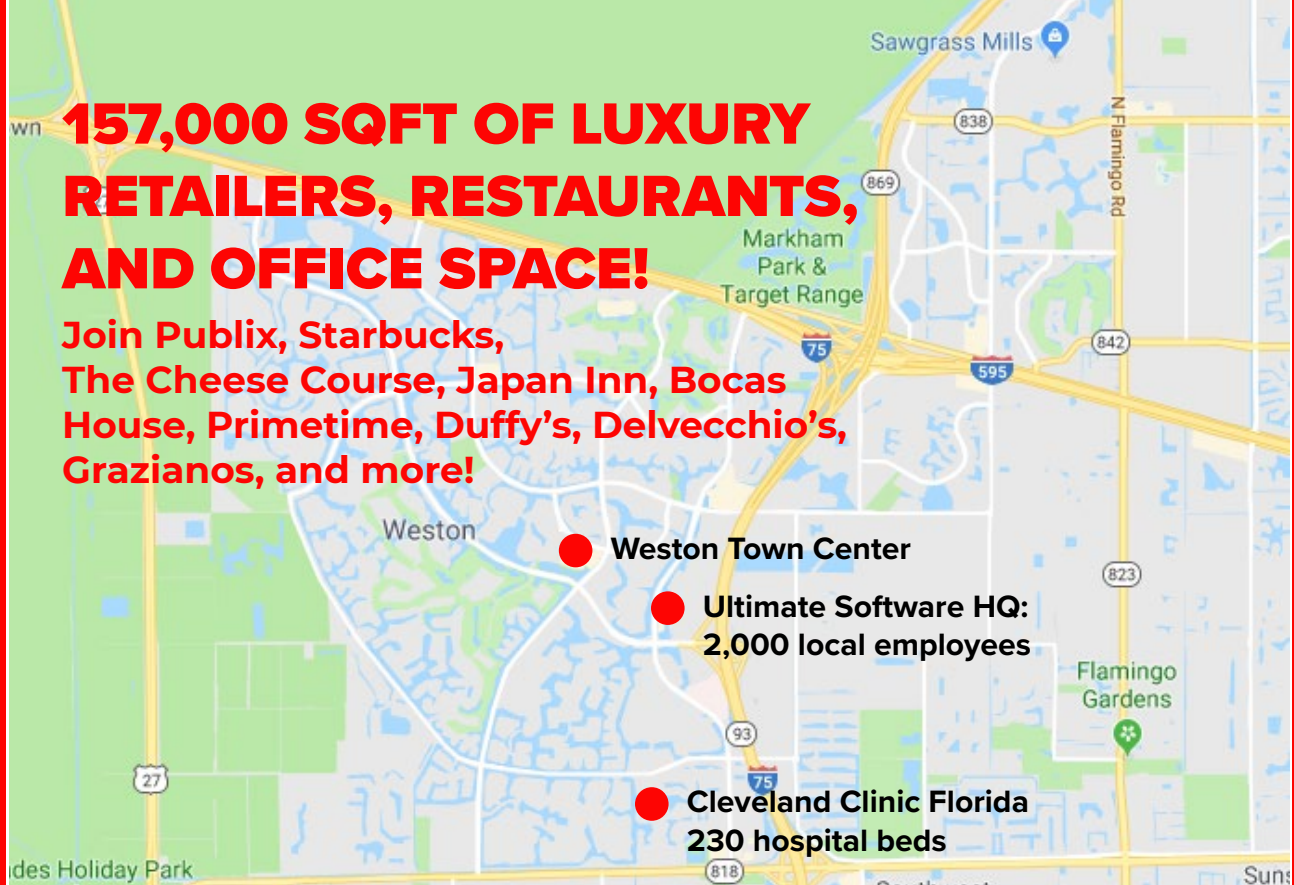 Sawgrass Mills
wn
838
N Flamingo Rd
157,000 SQFT OF LUXURY
RETAILERS, RESTAURANTS,
AND OFFICE SPACE!
869
Markham
Park &
Target Range
Join Publix, Starbucks,
The Cheese Course, Japan Inn, Bocas
House, Primetime, Duffy’s, Delvecchio’s,
Grazianos, and more!
75
842
595
Weston
Weston Town Center
823
Ultimate Software HQ:
2,000 local employees
Flamingo
Gardens
93
27
75
Cleveland Clinic Florida
230 hospital beds
818
des Holiday Park